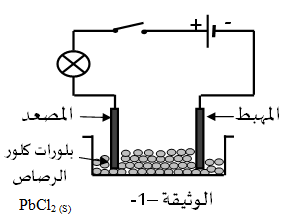 + -
المصعد المهبط
بلورات كلور
الرصاص
PbCl2 (S)
الوثيقة -1-